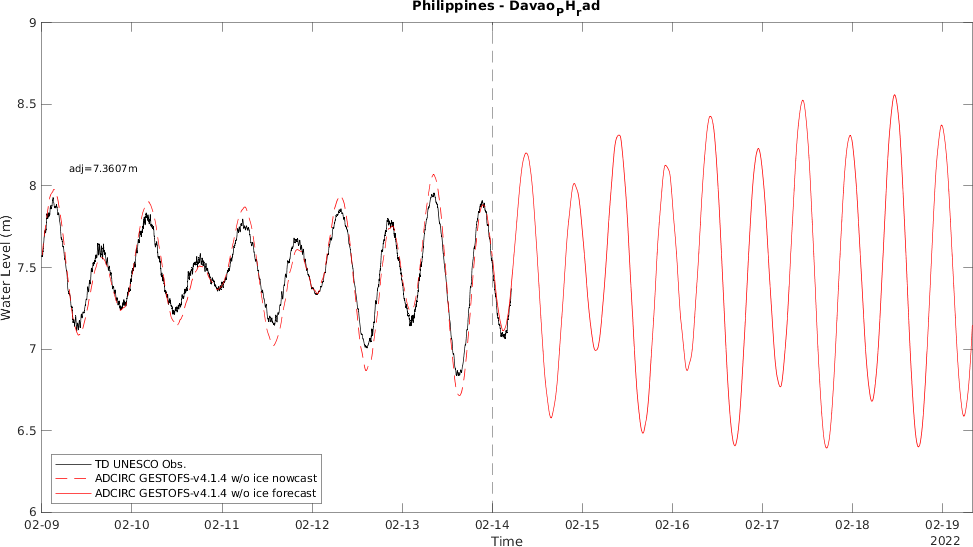 Philippines - Davao_pH_rad
9
8.5
8
7.5
7
6.5
6
Water Level (m)
adj=7.3607m
TD UNESCO Obs.
ADCIRC GESTOFS-v4.1.4 w/o ice nowcast
ADCIRC GESTOFS-v4.1.4 w/o ice forecast
02-09 02-10 02-11 02-12 02-13 02-14 02-15 02-16 02-17 02-18 02-19
Time
2022